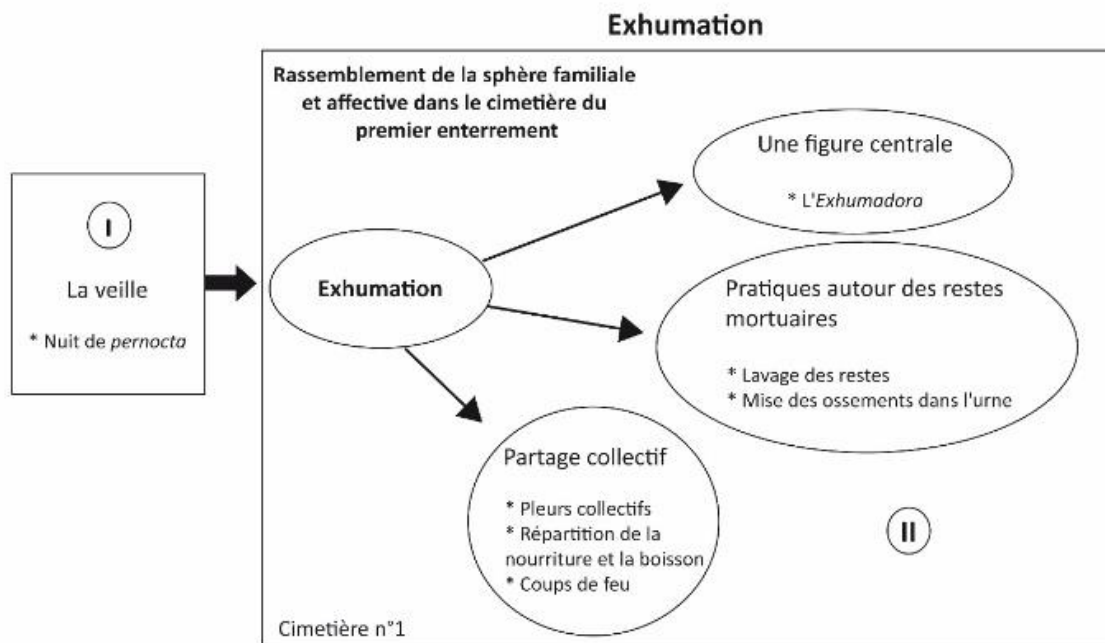 Exhumation
Rassemblement de la sphère familiale
et affective dans le cimetière du
premier enterrement
I
La veille
* Nuit de pernocta
Exhumation
Une figure centrale
* L'Exhumadora
Pratiques autour des restes
mortuaires
* Lavage des restes
* Mise des ossements dans l'urne
Partage collectif
* Pleurs collectifs
* Répartition de la
nourriture et la boisson
* Coups de feu
II
Cimetière n°1